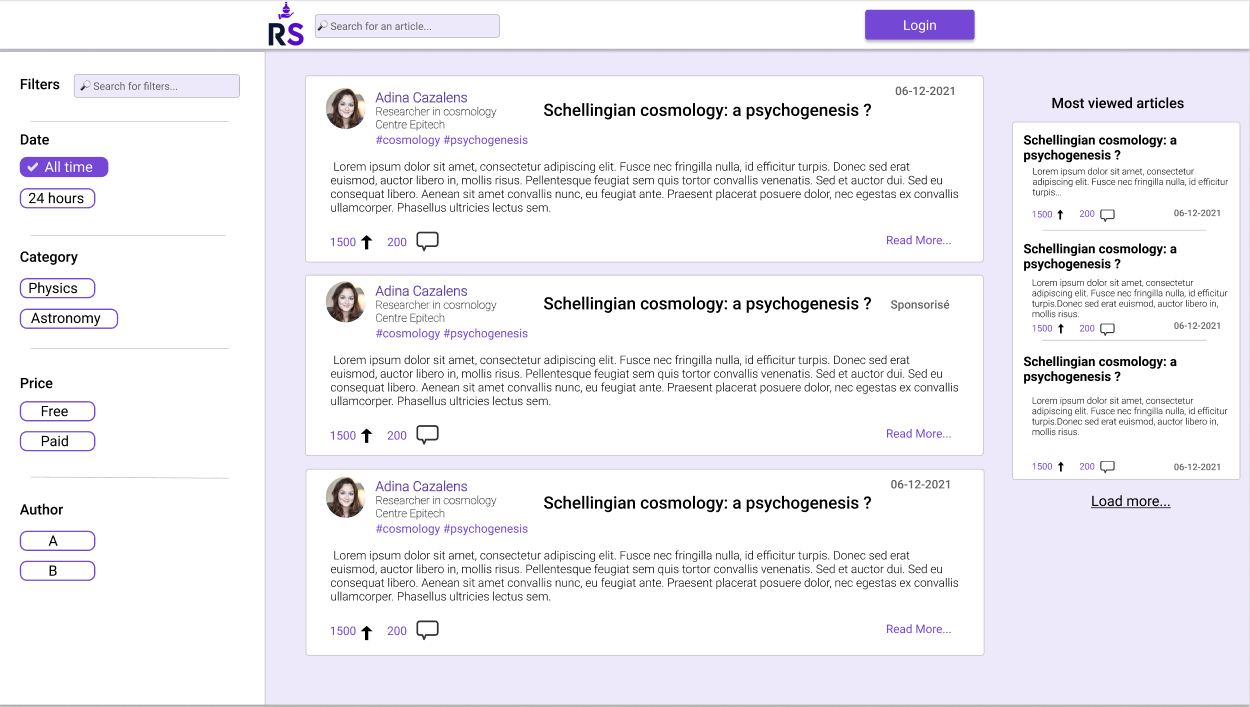 RS
Search for an article...
Login
Filters
Search for filters...
Date
All time
24 hours
Category
Physics
Astronomy
Price
Free
Paid
Author
A
B
Adina Cazalens
Researcher in cosmology
Centre Epitech
#cosmology #psychogenesis
Schellingian cosmology: a psychogenesis ?
06-12-2021
Lorem ipsum dolor sit amet, consectetur adipiscing elit. Fusce nec fringilla nulla, id efficitur turpis. Donec sed erat
euismod, auctor libero in, mollis risus. Pellentesque feugiat sem quis tortor convallis venenatis. Sed et auctor dui. Sed eu
consequat libero. Aenean sit amet convallis nunc, eu feugiat ante. Praesent placerat posuere dolor, nec egestas ex convallis
ullamcorper. Phasellus ultricies lectus sem.
1500 200
Read More...
Adina Cazalens
Researcher in cosmology
Centre Epitech
#cosmology #psychogenesis
Schellingian cosmology: a psychogenesis ?
Sponsorisé
Lorem ipsum dolor sit amet, consectetur adipiscing elit. Fusce nec fringilla nulla, id efficitur turpis. Donec sed erat
euismod, auctor libero in, mollis risus. Pellentesque feugiat sem quis tortor convallis venenatis. Sed et auctor dui. Sed eu
consequat libero. Aenean sit amet convallis nunc, eu feugiat ante. Praesent placerat posuere dolor, nec egestas ex convallis
ullamcorper. Phasellus ultricies lectus sem.
1500 200
Read More...
Adina Cazalens
Researcher in cosmology
Centre Epitech
#cosmology #psychogenesis
Schellingian cosmology: a psychogenesis ?
06-12-2021
Lorem ipsum dolor sit amet, consectetur adipiscing elit. Fusce nec fringilla nulla, id efficitur turpis. Donec sed erat
euismod, auctor libero in, mollis risus. Pellentesque feugiat sem quis tortor convallis venenatis. Sed et auctor dui. Sed eu
consequat libero. Aenean sit amet convallis nunc, eu feugiat ante. Praesent placerat posuere dolor, nec egestas ex convallis
ullamcorper. Phasellus ultricies lectus sem.
1500 200
Read More...
Most viewed articles
Schellingian cosmology: a
psychogenesis ?
Lorem ipsum dolor sit amet, consectetur
adipiscing elit. Fusce nec fringilla nulla, id efficitur
turpis...
1500 200 06-12-2021
Schellingian cosmology: a
psychogenesis ?
Lorem ipsum dolor sit amet, consectetur
adipiscing elit. Fusce nec fringilla nulla, id efficitur
turpis.Donec sed erat euismod, auctor libero in,
mollis risus.
1500 200 06-12-2021
Schellingian cosmology: a
psychogenesis ?
Lorem ipsum dolor sit amet, consectetur
adipiscing elit. Fusce nec fringilla nulla, id efficitur
turpis.Donec sed erat euismod, auctor libero in,
mollis risus.
1500 200 06-12-2021
Load more...